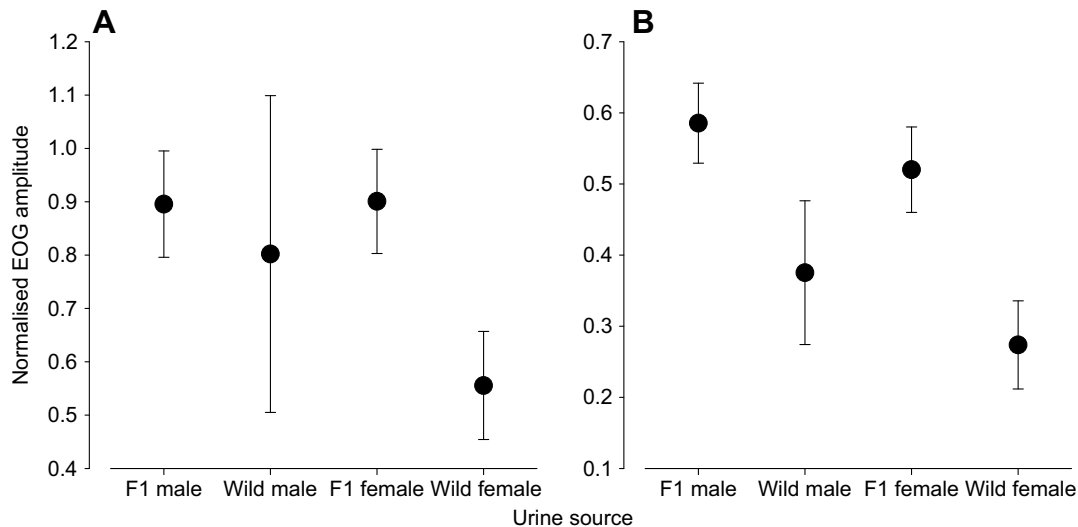 A
1.2
1.1
1.0
0.9
0.8
0.7
0.6
0.5
0.4
Normalised EOG amplitude
F1 male Wild male F1 female Wild female
B
0.7
0.6
0.5
0.4
0.3
0.2
0.1
F1 male Wild male F1 female Wild female
Urine source